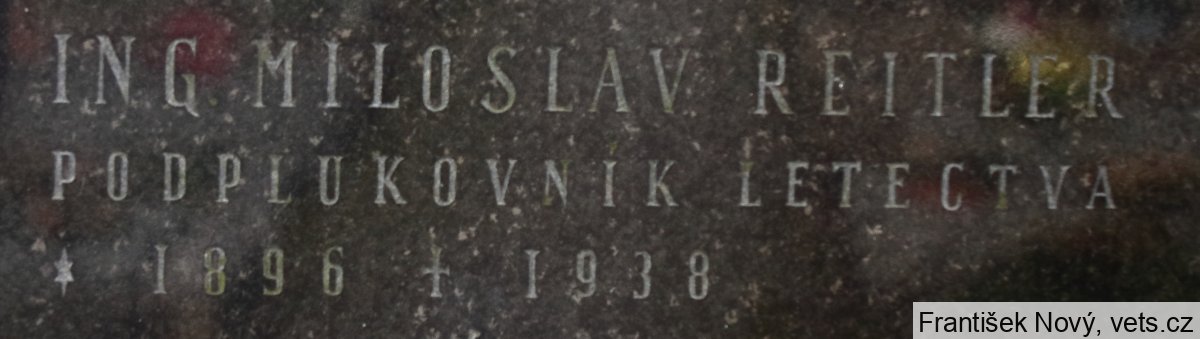 ING. MILOSLAV REITLER
PODPLUKOVNÍK LETECTVA
* 1896 † 1938
František Nový, vets.cz